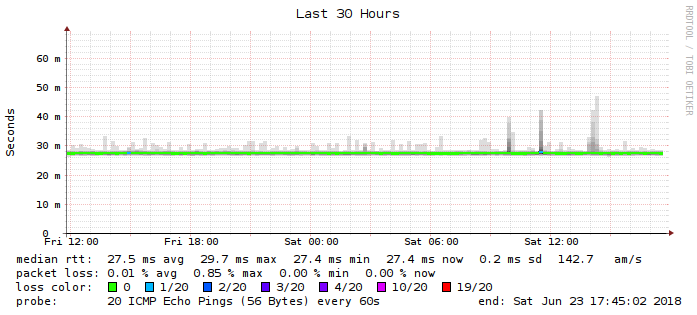 Last 30 Hours
RRDTOOL / TOBI OETIKER
Seconds
60 m
50 m
40 m
30 m
20 m
10 m
0
Fri 12:00 Fri 18:00 Sat 00:00 Sat 06:00 Sat 12:00
median rtt: 27.5 ms avg 29.7 ms max 27.4 ms min 27.4 ms now 0.2 ms sd 142.7 am/s
packet loss: 0.01 % avg 0.85 % max 0.00 % min 0.00 % now
loss color: 0 1/20 2/20 3/20 4/20 10/20 19/20
probe: 20 ICMP Echo Pings (56 Bytes) every 60s end: Sat Jun 23 17:45:02 2018